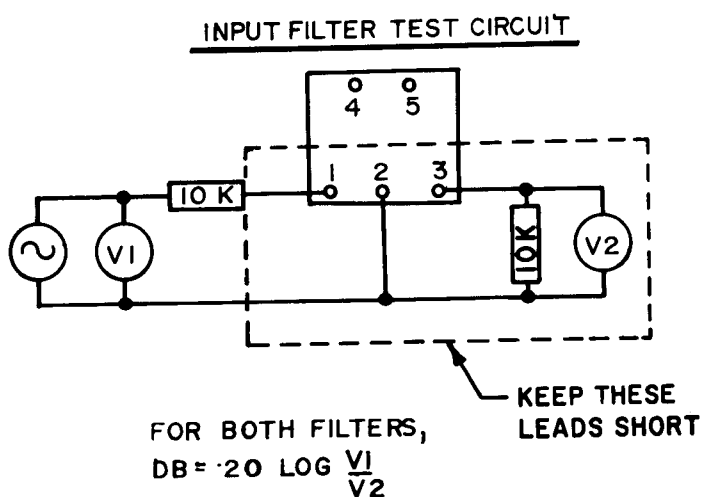 INPUT FILTER TEST CIRCUIT
4 5
1 2 3
10 K
V1
10K
V2
KEEP THESE
LEADS SHORT
FOR BOTH FILTERS,
DB = 20 LOG V1
V2